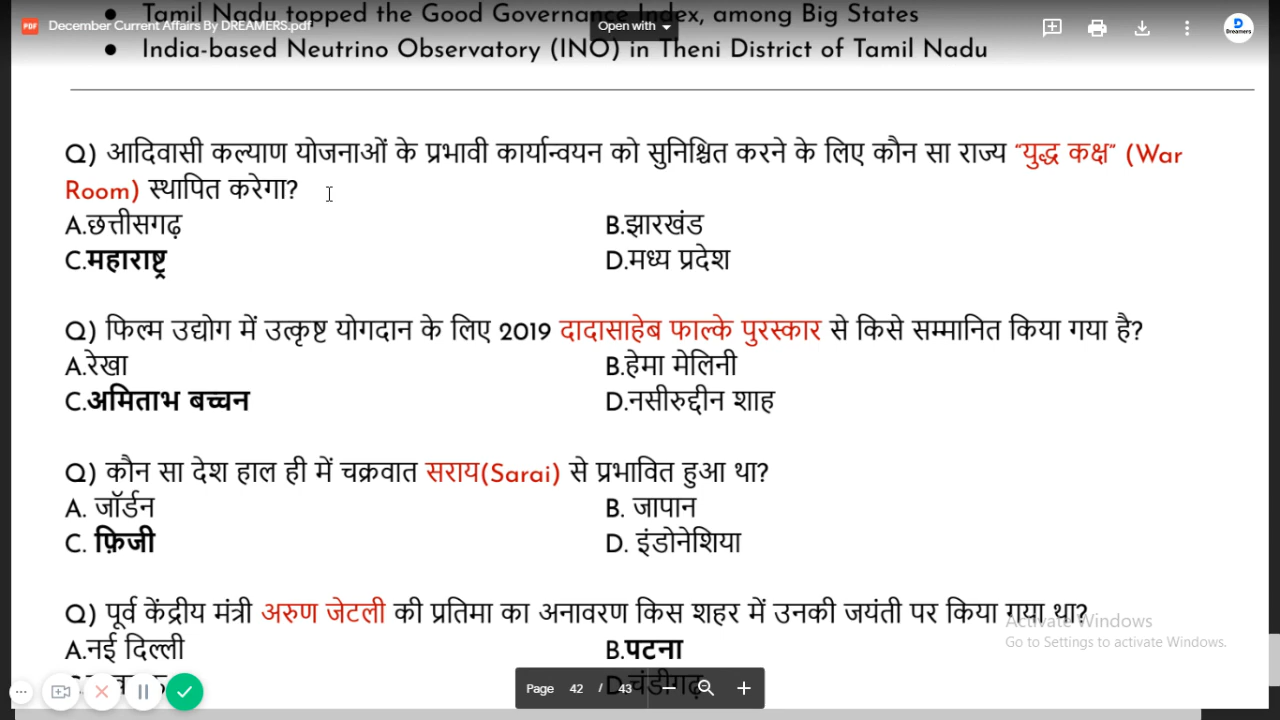 Tamil Nadu topped the Good Governance Index, among Big States
December Current Affairs By DREAMERS.pdf
Open with
India-based Neutrino Observatory (INO) in Theni District of Tamil Nadu
Q) आदिवासी कल्याण योजनाओं के प्रभावी कार्यान्वयन को सुनिश्चित करने के लिए कौन सा राज्य "युद्ध कक्ष" (War
Room) स्थापित करेगा?
A.छत्तीसगढ़ B.झारखंड
C.महाराष्ट्र D.मध्य प्रदेश
Q) फिल्म उद्योग में उत्कृष्ट योगदान के लिए 2019 दादासाहेब फाल्के पुरस्कार से किसे सम्मानित किया गया है?
A.रेखा B.हेमा मेलिनी
C.अमिताभ बच्चन D.नसीरुद्दीन शाह
Q) कौन सा देश हाल ही में चक्रवात सराय(Sarai) से प्रभावित हुआ था?
A. जॉर्डन B. जापान
C. फ़िजी D. इंडोनेशिया
Q) पूर्व केंद्रीय मंत्री अरुण जेटली की प्रतिमा का अनावरण किस शहर में उनकी जयंती पर किया गया था?
A.नई दिल्ली B.पटना
D.चंडीगढ़
Activate Windows
Go to Settings to activate Windows.
Page 42 / 43
Dreamers
PDF